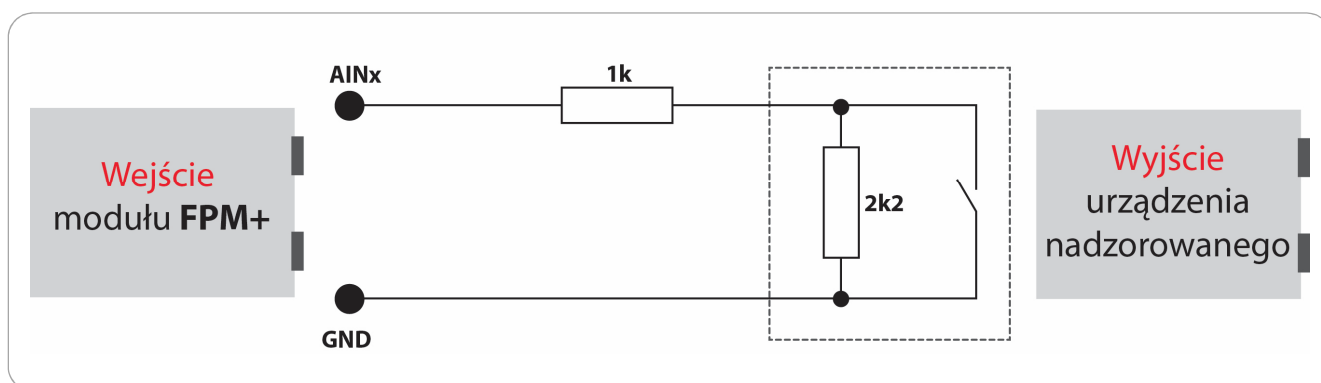 AINx
1k
Wejście
modułu FPM+
2k2
Wyjście
urządzenia
nadzorowanego
GND